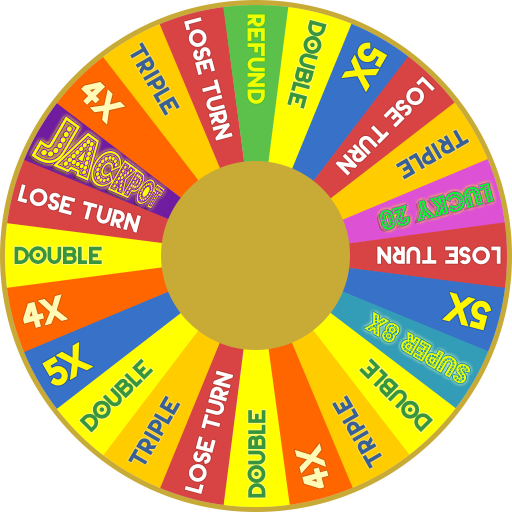 REFUND
DOUBLE
5X
LOSE TURN
TRIPLE
LUCKY 20
LOSE TURN
5X
SUPER 8X
DOUBLE
TRIPLE
4X
DOUBLE
LOSE TURN
TRIPLE
DOUBLE
5X
4X
DOUBLE
LOSE TURN
JACKPOT
4X
TRIPLE
LOSE TURN